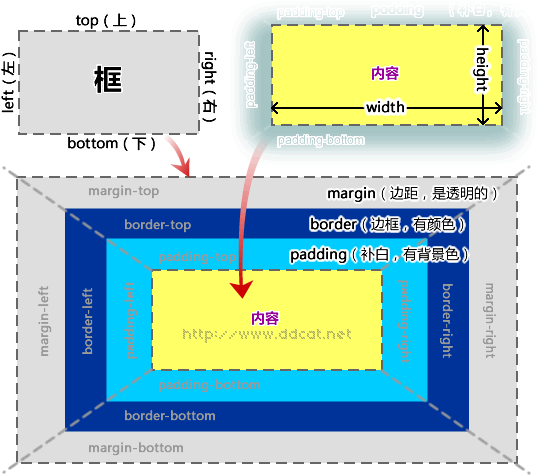 top（上）
left（左）
框
right（右）
bottom（下）
padding-top
padding
padding-left
内容
height
width
padding-right
padding-bottom
margin-top
margin（边距，是透明的）
border-top
border（边框，有颜色）
padding-top
padding（补白，有背景色）
margin-left
border-left
padding-left
内容
http://www.ddcat.net
padding-right
border-right
margin-right
padding-bottom
border-bottom
margin-bottom